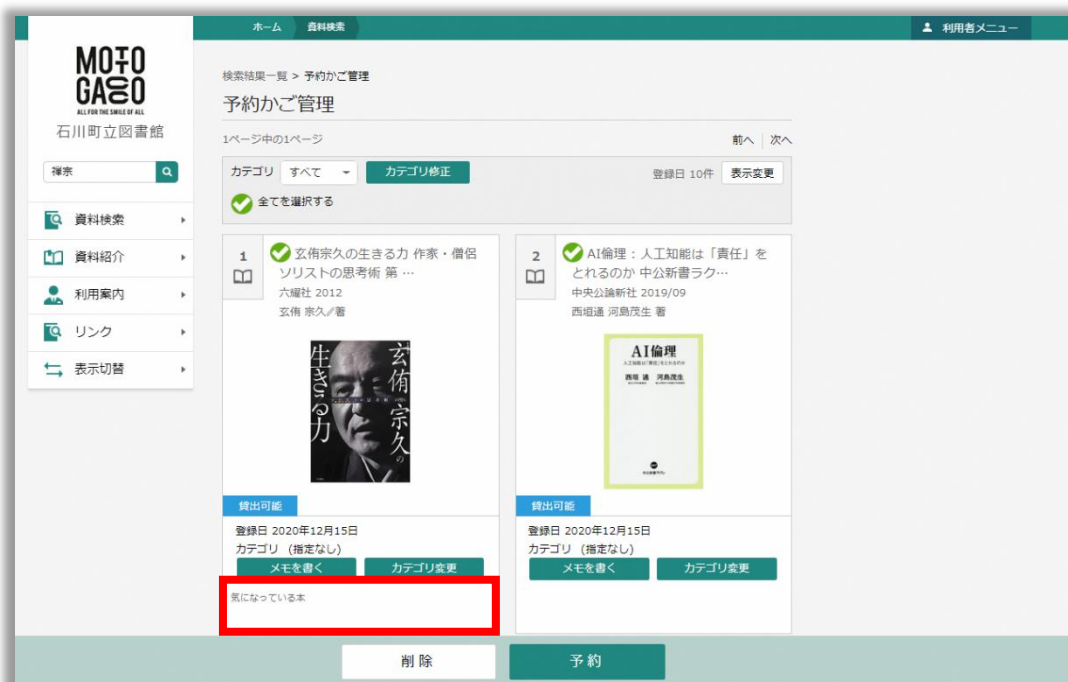 ホーム 資料検索
利用者メニュー
MOTO
GACO
ALL FOR THE SMILE OF ALL
石川町立図書館
禅宗
資料検索
資料紹介
利用案内
リンク
表示切替
検索結果一覧 > 予約かご管理
予約かご管理
1ページ中の1ページ
前へ 次へ
カテゴリ すべて カテゴリ修正
登録日 10件 表示変更
全てを選択する
1 玄侑宗久の生きる力 作家・僧侶
ソリストの思考術 第 …
六耀社 2012
玄侑 宗久∥著
玄侑宗久の
生きる力
貸出可能
登録日 2020年12月15日
カテゴリ (指定なし)
メモを書く カテゴリ変更
気になっている本
2 AI倫理：人工知能は「責任」を
とれるのか 中公新書ラク…
中央公論新社 2019/09
西垣通 河島茂生 著
AI倫理
人工知能は「責任」をとれるのか
西垣 通 河島茂生
貸出可能
登録日 2020年12月15日
カテゴリ (指定なし)
メモを書く カテゴリ変更
削除 予約